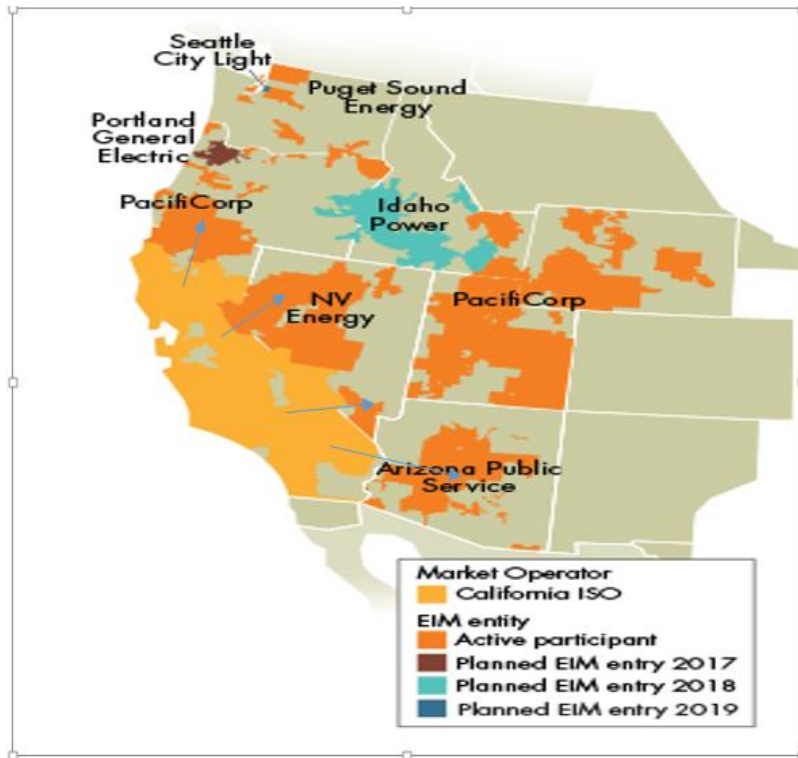 Seattle
City Light
Puget Sound
Energy
Portland
General
Electric
PacifiCorp
Idaho
Power
NV
Energy
PacifiCorp
Arizona Public
Service
Market Operator
California ISO
EIM entity
Active participant
Planned EIM entry 2017
Planned EIM entry 2018
Planned EIM entry 2019